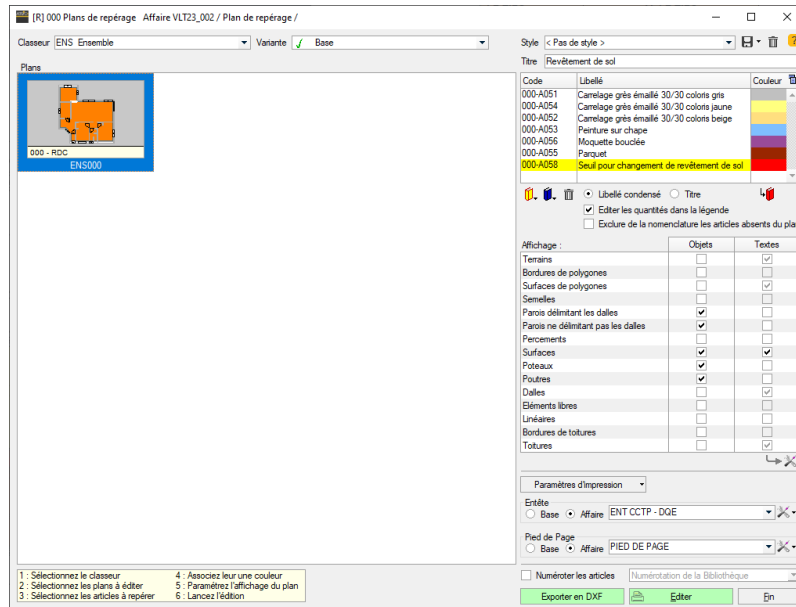 [R] 000 Plans de repérage Affaire VLT23_002 / Plan de repérage /
Classeur ENS Ensemble Variante Base
Style < Pas de style >
Titre Revêtement de sol
Plans
000 - RDC
ENS000
Code Libellé Couleur
000-A051 Carrelage grès émaillé 30/30 coloris gris
000-A054 Carrelage grès émaillé 30/30 coloris jaune
000-A052 Carrelage grès émaillé 30/30 coloris beige
000-A053 Peinture sur chape
000-A056 Moquette bouclée
000-A055 Parquet
000-A058 Seuil pour changement de revêtement de sol
Libellé condensé Titre
Editer les quantités dans la légende
Exclure de la nomenclature les articles absents du pla
Affichage : Objets Textes
Terrains
Bordures de polygones
Surfaces de polygones
Semelles
Parois délimitant les dalles
Parois ne délimitant pas les dalles
Percements
Surfaces
Poteaux
Poutres
Dalles
Eléments libres
Linéaires
Bordures de toitures
Toitures
Paramètres d'impression
Entête
Base Affaire ENT CCTP - DQE
Pied de Page
Base Affaire PIED DE PAGE
1 : Sélectionnez le classeur 4 : Associez leur une couleur
2 : Sélectionnez les plans à éditer 5 : Paramétrez l'affichage du plan
3 : Sélectionnez les articles à repérer 6 : Lancez l'édition
Numéroter les articles Numérotation de la Bibliothèque
Exporter en DXF Editer Fin